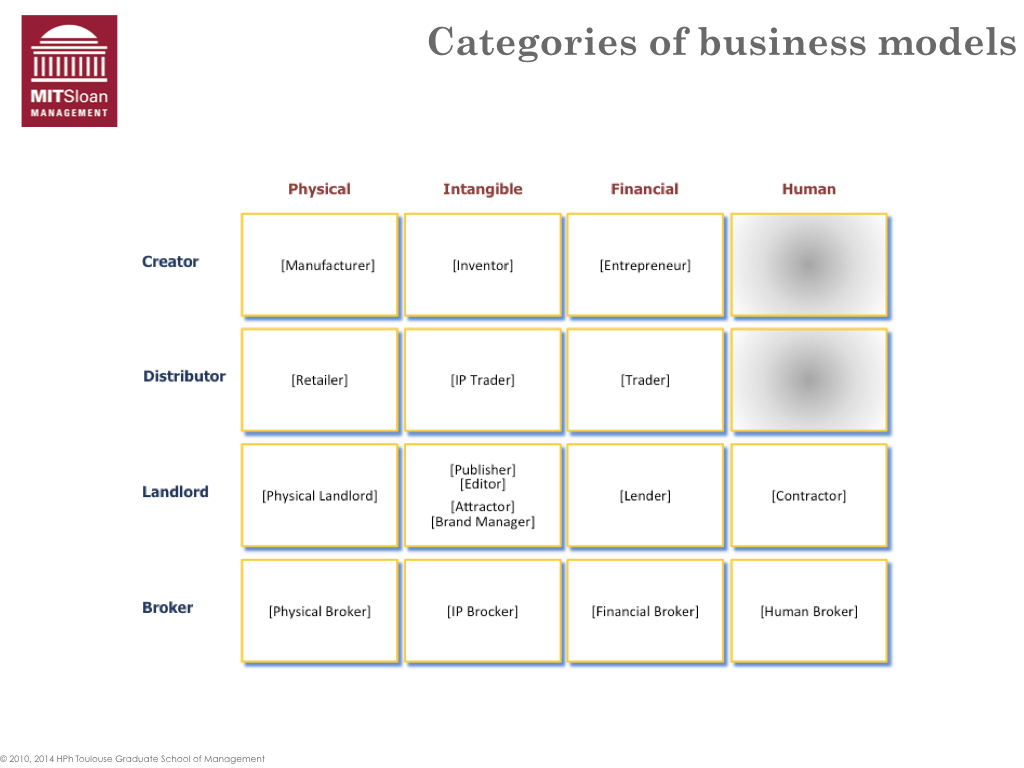 Categories of business models
MITSloan
MANAGEMENT
Physical Intangible Financial Human
Creator [Manufacturer] [Inventor] [Entrepreneur]
Distributor [Retailer] [IP Trader] [Trader]
[Publisher]
[Editor]
Landlord [Physical Landlord] [Lender] [Contractor]
[Attractor]
[Brand Manager]
Broker [Physical Broker] [IP Brocker] [Financial Broker] [Human Broker]
© 2010, 2014 HPh Toulouse Graduate School of Management